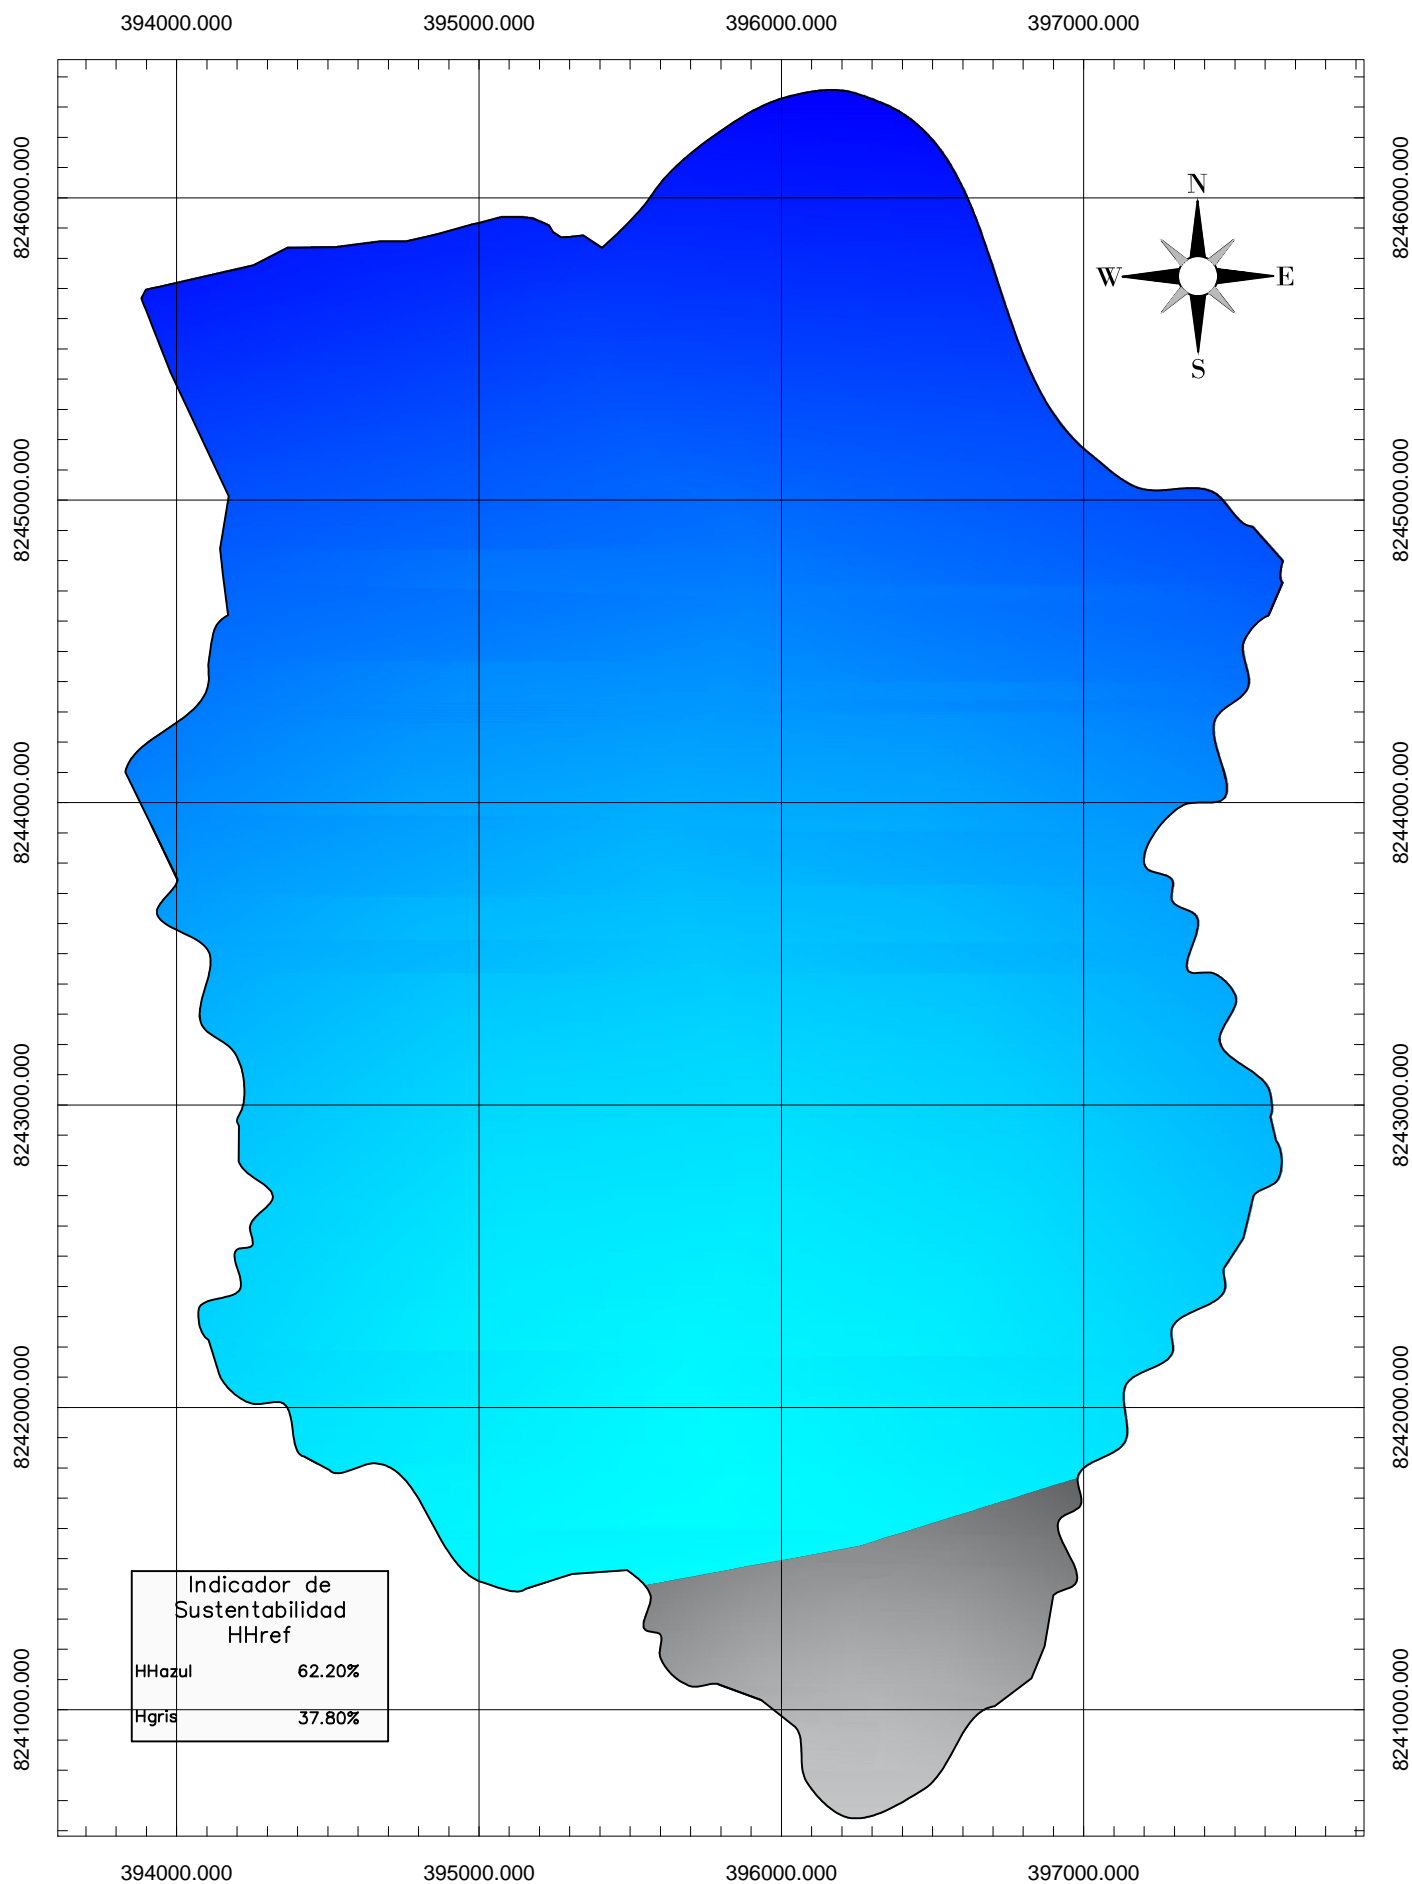 394000.000 395000.000 396000.000 397000.000
8246000.000 8246000.000
N
W E
S
8245000.000 8245000.000
8244000.000 8244000.000
8243000.000 8243000.000
8242000.000 8242000.000
Indicador de
Sustentabilidad
HHref
HHazul 62.20%
Hgris 37.80%
8241000.000 8241000.000
394000.000 395000.000 396000.000 397000.000